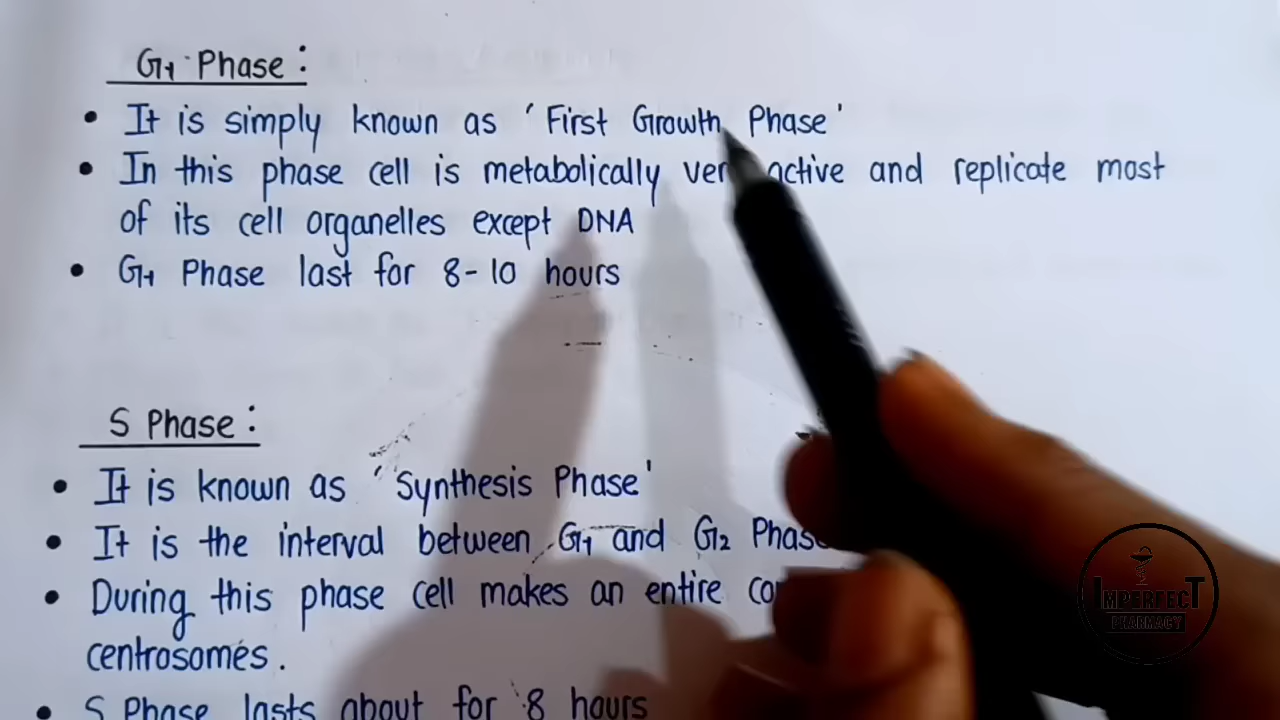 G1 Phase:
• It is simply known as 'First Growth Phase'
• In this phase cell is metabolically active and replicate most
of its cell organelles except DNA
• G1 Phase last for 8-10 hours
S Phase:
• It is known as 'Synthesis Phase'
• It is the interval between G1 and G2 Phase
• During this phase cell makes an entire
centrosomes.
• S Phase lasts about for 8 hours
IMPERFECT
PHARMACY